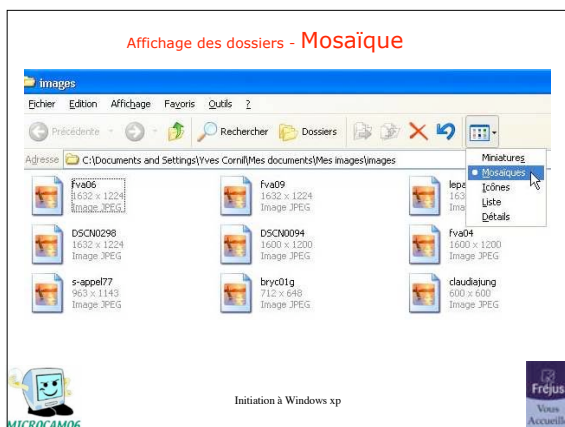 Affichage des dossiers - Mosaïque
images
Fichier Edition Affichage Favoris Outils ?
Précédente Rechercher Dossiers
Adresse C:\Documents and Settings\Yves Cornil\Mes documents\Mes images\images
Miniatures
Mosaïques
Icônes
Liste
Détails
fva06
1632 x 1224
Image JPEG
fva09
1632 x 1224
Image JPEG
DSCN0298
1632 x 1224
Image JPEG
DSCN0094
1600 x 1200
Image JPEG
fva04
1600 x 1200
Image JPEG
s-appel77
963 x 1143
Image JPEG
bryc01g
712 x 648
Image JPEG
claudiajung
600 x 600
Image JPEG
Initiation à Windows xp
MICROCAM06
Fréjus
Vous
Accueille